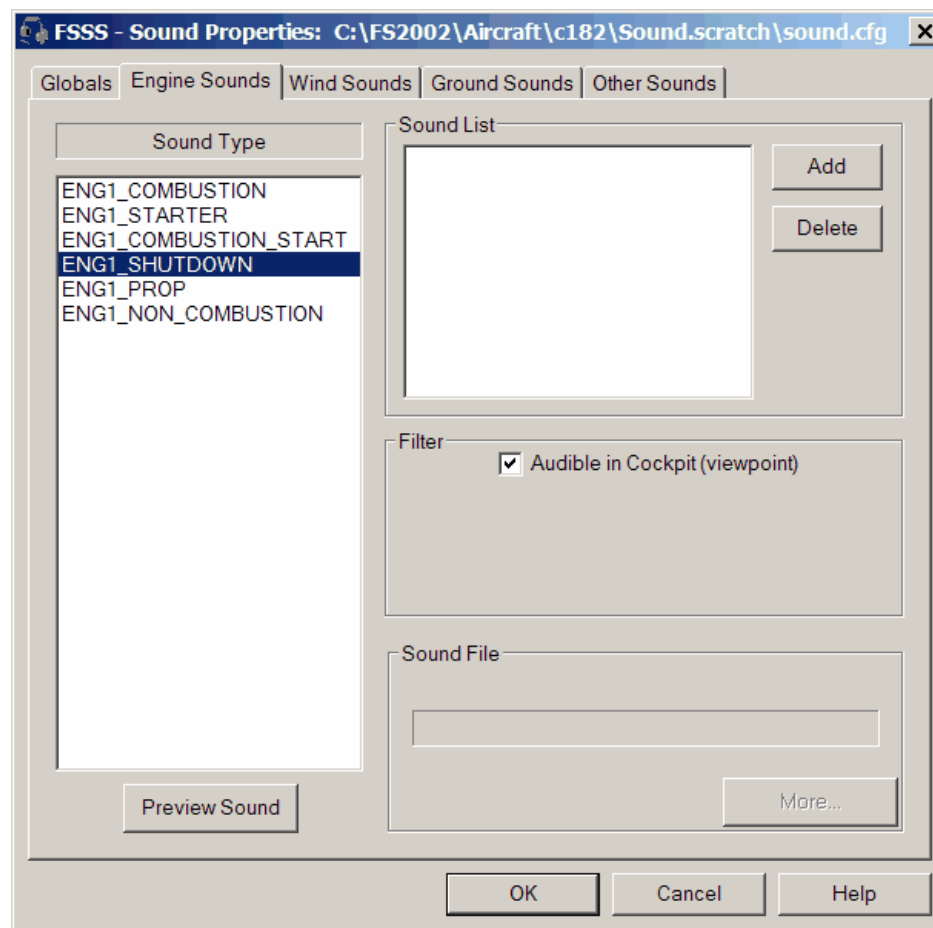 FSSS - Sound Properties: C:\FS2002\Aircraft\c182\Sound.scratch\sound.cfg
Globals Engine Sounds Wind Sounds Ground Sounds Other Sounds
Sound Type
ENG1_COMBUSTION
ENG1_STARTER
ENG1_COMBUSTION_START
ENG1_SHUTDOWN
ENG1_PROP
ENG1_NON_COMBUSTION
Preview Sound
Sound List
Add
Delete
Filter
Audible in Cockpit (viewpoint)
Sound File
More...
OK Cancel Help